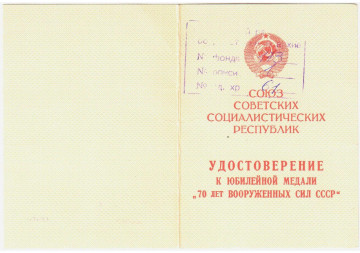 № фонда
№ описи
№ ед. хр. 61
СОЮЗ
СОВЕТСКИХ
СОЦИАЛИСТИЧЕСКИХ
РЕСПУБЛИК
УДОСТОВЕРЕНИЕ
К ЮБИЛЕЙНОЙ МЕДАЛИ
„70 ЛЕТ ВООРУЖЕННЫХ СИЛ СССР“